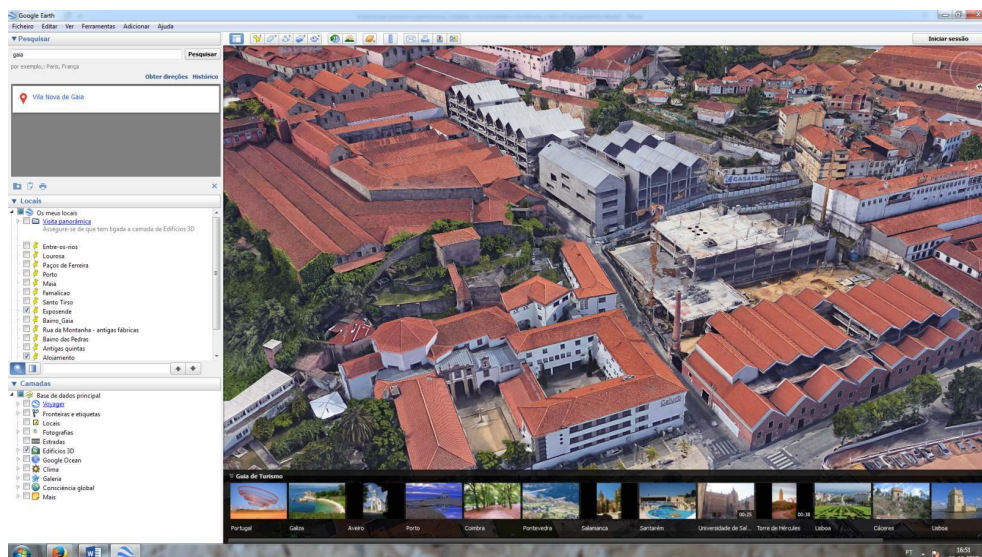 Google Earth
Ficheiro Editar Ver Ferramentas Adicionar Ajuda
Pesquisar
gaia
Pesquisar
por exemplo,: Paris, França
Obter direções Histórico
Vila Nova de Gaia
Iniciar sessão
Locais
Os meus locais
Visita panorâmica
Assegure-se de que tem ligada a camada de Edifícios 3D
Entre-os-rios
Lourosa
Paços de Ferreira
Porto
Maia
Famalicao
Santo Tirso
Exposende
Bairro_Gaia
Rua da Montanha - antigas fábricas
Bairro das Pedras
Antigas quintas
Alojamento
Camadas
Base de dados principal
Voyager
Fronteiras e etiquetas
Locais
Fotografias
Estradas
Edifícios 3D
Google Ocean
Clima
Galeria
Consciência global
Mais
CASAIS
Guia de Turismo
00:25
00:38
Portugal Galiza Aveiro Porto Coimbra Pontevedra Salamanca Santarém Universidade de Sal... Torre de Hércules Lisboa Cáceres Lisboa
PT
16:51